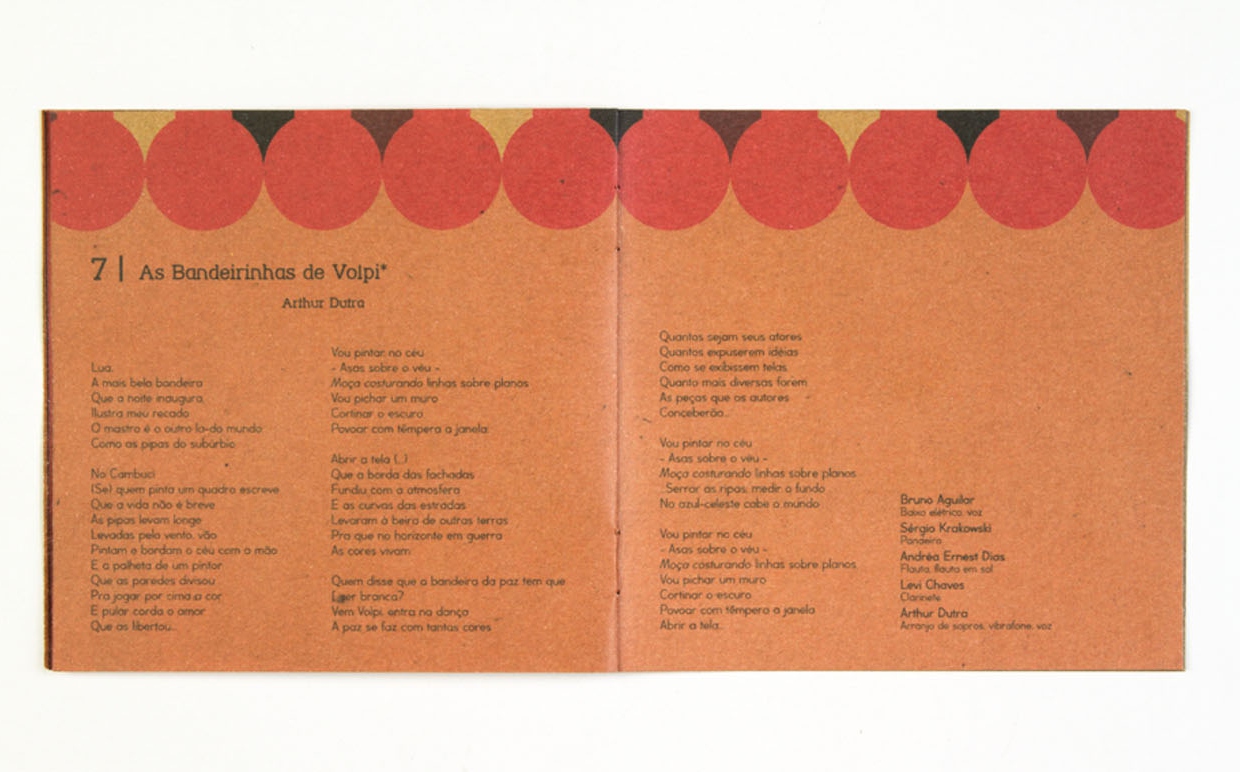 7 | As Bandeirinhas de Volpi*
Arthur Dutra
Lua,
A mais bela bandeira
Que a noite inaugura,
Ilustra meu recado
O mastro é o outro la-do mundo
Como as pipas do subúrbio
No Cambuci
(Se) quem pinta um quadro escreve
Que a vida não é breve
As pipas levam longe
Levadas pelo vento, vão
Pintam e bordam o céu com a mão
E a palheta de um pintor
Que as paredes divisou
Pra jogar por cima a cor
E pular corda o amor
Que as libertou...
Vou pintar no céu
- Asas sobre o véu -
Moça costurando linhas sobre planos
Vou pichar um muro
Cortinar o escuro
Povoar com têmpera a janela
Abrir a tela (...)
Que a borda das fachadas
Fundiu com a atmosfera
E as curvas das estradas
Levaram à beira de outras terras
Pra que no horizonte em guerra
As cores vivam
Quem disse que a bandeira da paz tem que
[ser branca?
Vem Volpi, entra na dança
A paz se faz com tantas cores
Quantos sejam seus atores
Quantos expuserem idéias
Como se exibissem telas
Quanto mais diversas forem
As peças que os autores
Conceberão...
Vou pintar no céu
- Asas sobre o véu -
Moça costurando linhas sobre planos
...Serrar as ripas, medir o fundo
No azul-celeste cabe o mundo
Vou pintar no céu
- Asas sobre o véu -
Moça costurando linhas sobre planos
Vou pichar um muro
Cortinar o escuro
Povoar com têmpera a janela
Abrir a tela...
Bruno Aguilar
Baixo elétrico, voz
Sérgio Krakowski
Pandeiro
Andréa Ernest Dias
Flauta, flauta em sol
Levi Chaves
Clarinete
Arthur Dutra
Arranjo de sopros, vibrafone, voz